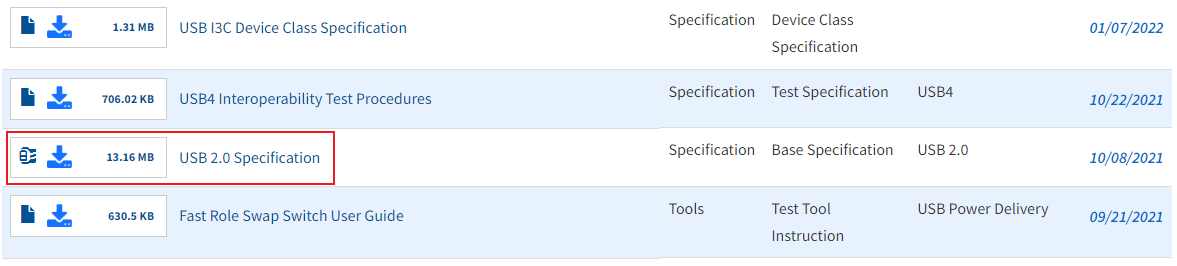 1.31 MB USB I3C Device Class Specification Specification Device Class 01/07/2022
Specification
706.02 KB USB4 Interoperability Test Procedures Specification Test Specification USB4 10/22/2021
13.16 MB USB 2.0 Specification Specification Base Specification USB 2.0 10/08/2021
630.5 KB Fast Role Swap Switch User Guide Tools Test Tool USB Power Delivery 09/21/2021
Instruction